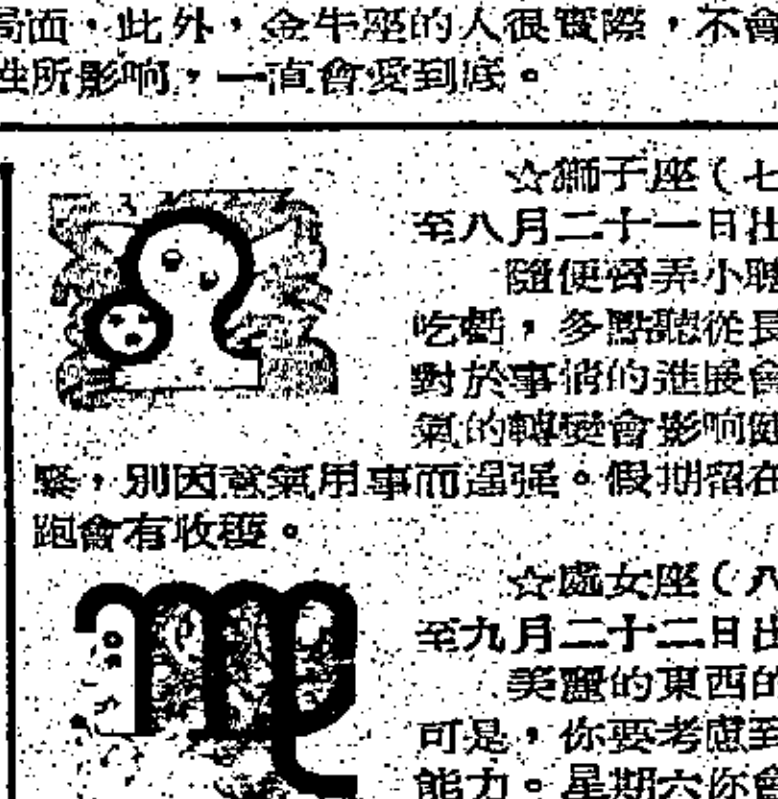 局面，此外，金牛座的人很實際，不會
性所影响，一直會愛到底。
☆獅子座（七
至八月二十一日出
隨便習弄小聰
吃虧，多點聽從長
對於事情的進展會
氣的轉變會影响健
緊，別因意氣用事而逞强。假期留在
跑會有收穫。
☆處女座（八
至九月二十二日出
美麗的東西的
可是，你要考慮到
能力。星期六你會